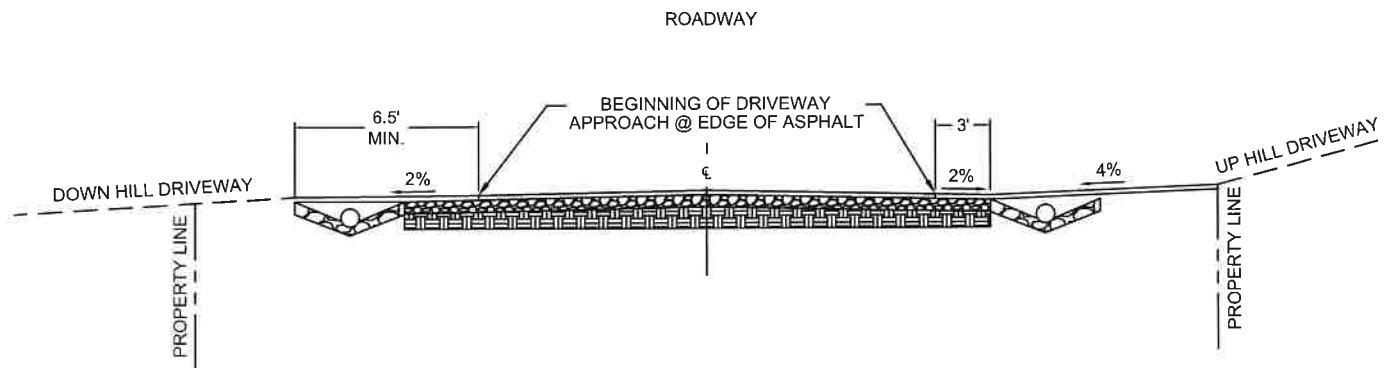 ROADWAY
6.5'
MIN.
BEGINNING OF DRIVEWAY
APPROACH @ EDGE OF ASPHALT
3'
℄
DOWN HILL DRIVEWAY
2%
2%
4%
UP HILL DRIVEWAY
PROPERTY LINE
PROPERTY LINE